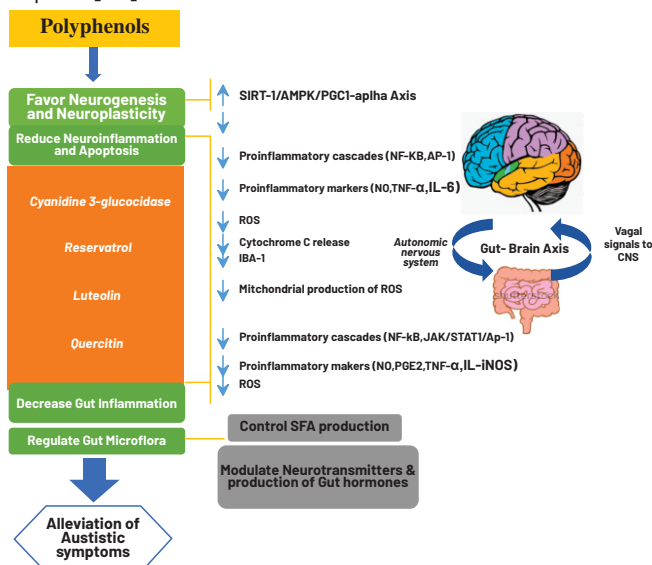 Polyphenols
Favor Neurogenesis
and Neuroplasticity
SIRT-1/AMPK/PGC1-aplha Axis
Reduce Neuroinflammation
and Apoptosis
Proinflammatory cascades (NF-KB,AP-1)
Cyanidine 3-glucocidase
Proinflammatory markers (NO,TNF-α,IL-6)
ROS
Reservatrol
Cytochrome C release
IBA-1
Luteolin
Mitchondrial production of ROS
Quercitin
Proinflammatory cascades (NF-kB,JAK/STAT1/Ap-1)
Proinflammatory makers (NO,PGE2,TNF-α,IL-iNOS)
ROS
Autonomic
nervous
system
Gut- Brain Axis
Vagal
signals to
CNS
Decrease Gut Inflammation
Regulate Gut Microflora
Control SFA production
Modulate Neurotransmitters &
production of Gut hormones
Alleviation of
Austistic
symptoms